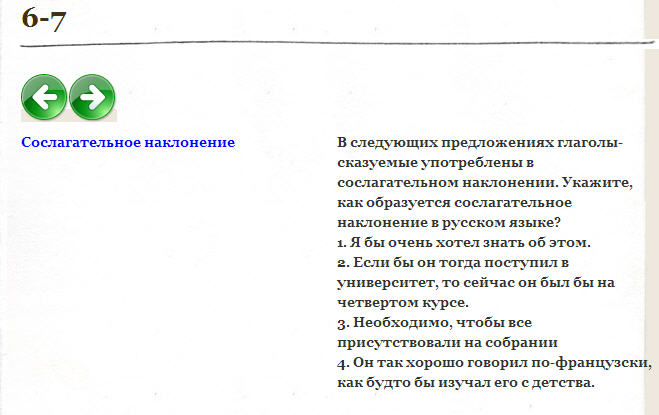 6-7
Сослагательное наклонение
В следующих предложениях глаголы-
сказуемые употреблены в
сослагательном наклонении. Укажите,
как образуется сослагательное
наклонение в русском языке?
1. Я бы очень хотел знать об этом.
2. Если бы он тогда поступил в
университет, то сейчас он был бы на
четвертом курсе.
3. Необходимо, чтобы все
присутствовали на собрании
4. Он так хорошо говорил по-французски,
как будто бы изучал его с детства.